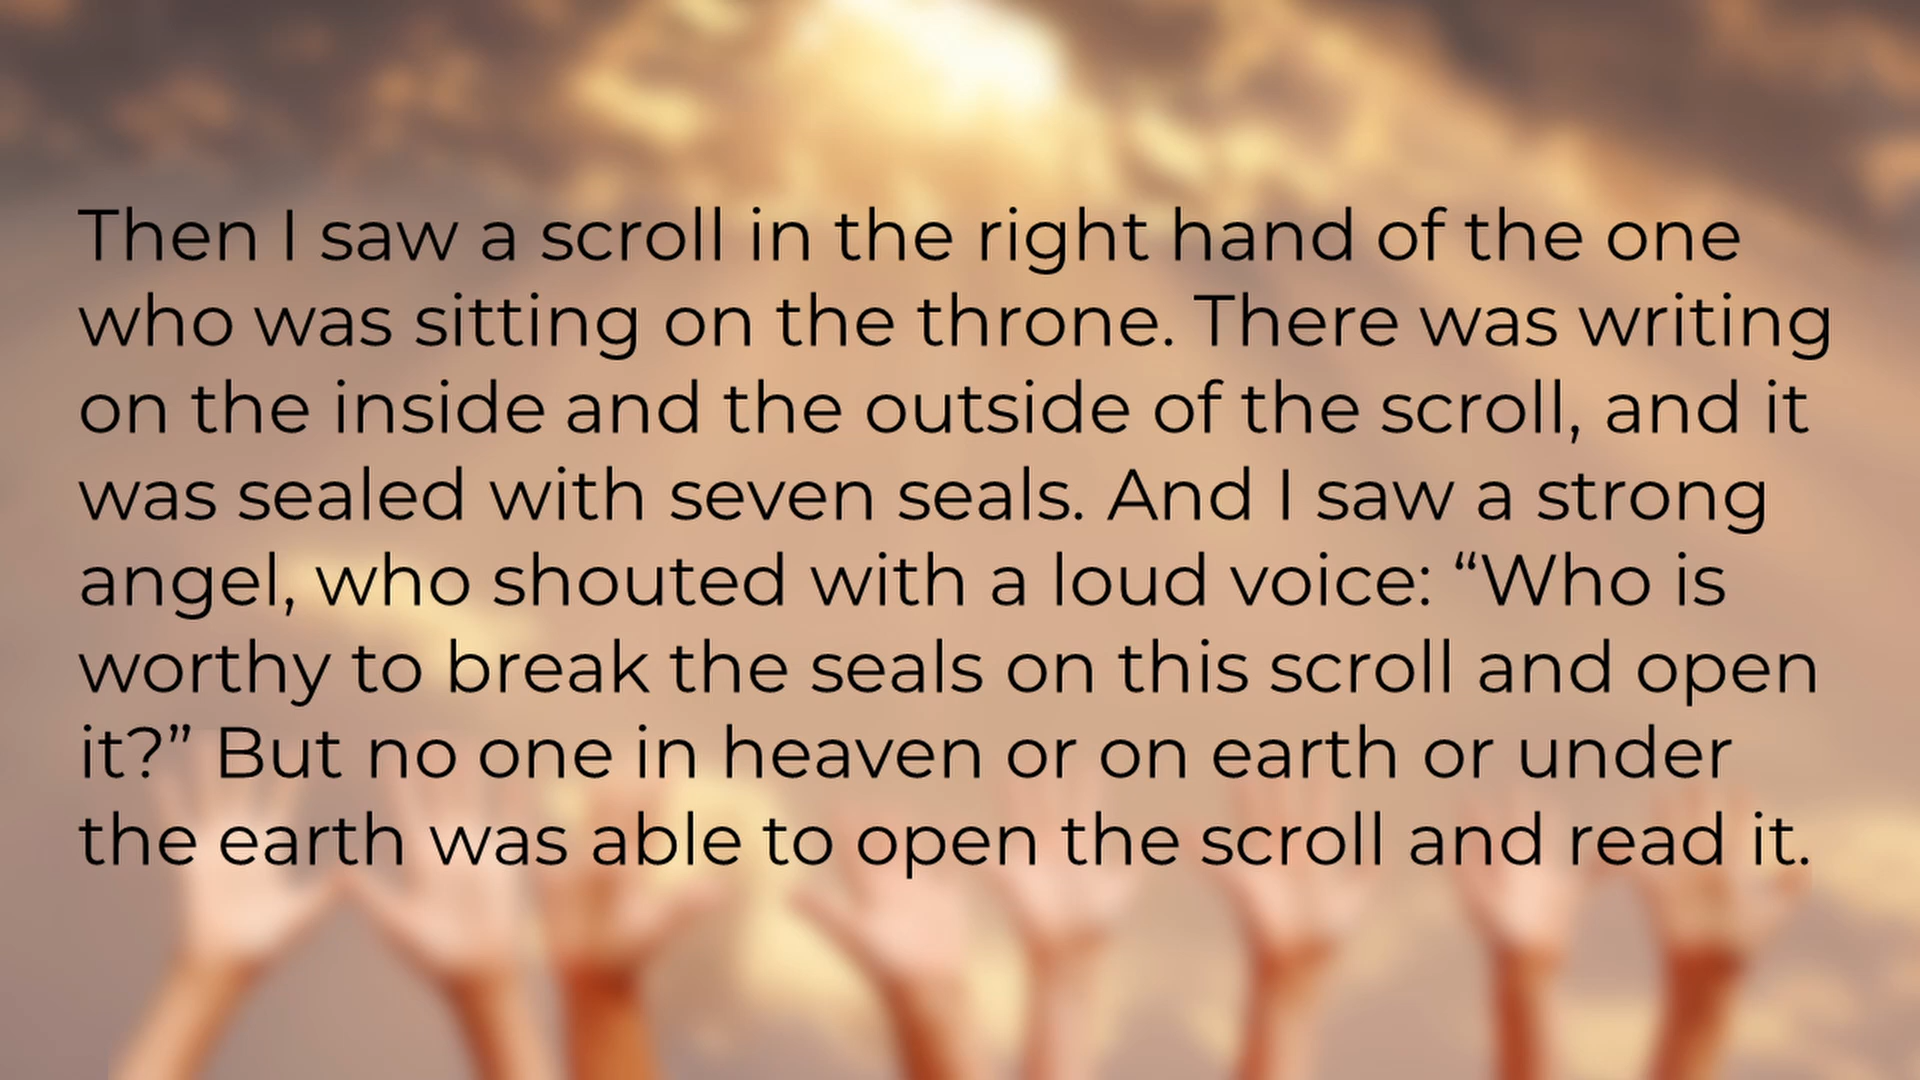 Then I saw a scroll in the right hand of the one
who was sitting on the throne. There was writing
on the inside and the outside of the scroll, and it
was sealed with seven seals. And I saw a strong
angel, who shouted with a loud voice: “Who is
worthy to break the seals on this scroll and open
it?” But no one in heaven or on earth or under
the earth was able to open the scroll and read it.